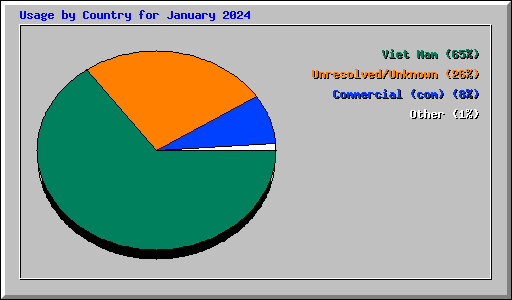 Usage by Country for January 2024
Viet Nam (65%)
Unresolved/Unknown (26%)
Commercial (com) (8%)
Other (1%)